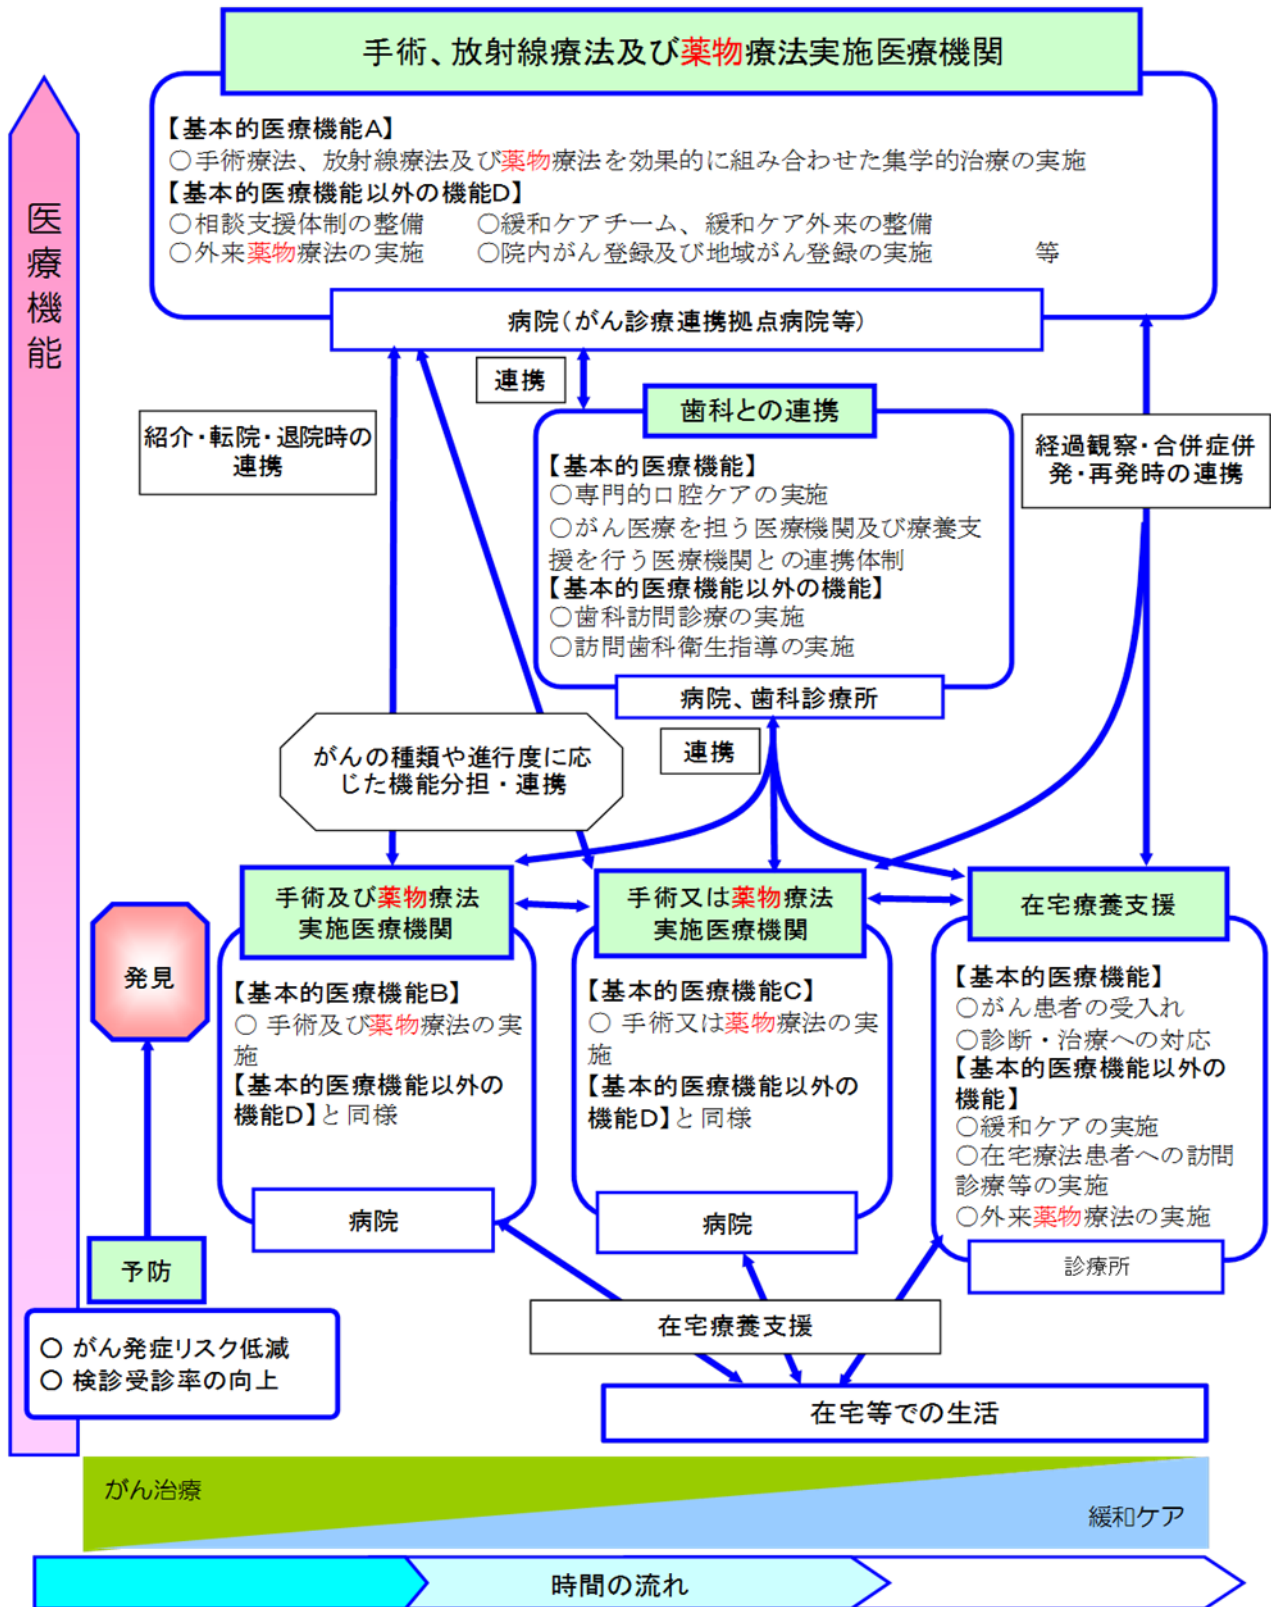 手術、放射線療法及び薬物療法実施医療機関
医療機能
【基本的医療機能A】
○手術療法、放射線療法及び薬物療法を効果的に組み合わせた集学的治療の実施
【基本的医療機能以外の機能D】
○相談支援体制の整備　○緩和ケアチーム、緩和ケア外来の整備
○外来薬物療法の実施　○院内がん登録及び地域がん登録の実施　等
病院（がん診療連携拠点病院等）
連携
紹介・転院・退院時の
連携
歯科との連携
【基本的医療機能】
○専門的口腔ケアの実施
○がん医療を担う医療機関及び療養支
援を行う医療機関との連携体制
【基本的医療機能以外の機能】
○歯科訪問診療の実施
○訪問歯科衛生指導の実施
病院、歯科診療所
経過観察・合併症併
発・再発時の連携
がんの種類や進行度に応
じた機能分担・連携
連携
手術及び薬物療法
実施医療機関
【基本的医療機能B】
○ 手術及び薬物療法の実
施
【基本的医療機能以外の
機能D】と同様
病院
手術又は薬物療法
実施医療機関
【基本的医療機能C】
○ 手術又は薬物療法の実
施
【基本的医療機能以外の
機能D】と同様
病院
在宅療養支援
【基本的医療機能】
○がん患者の受入れ
○診断・治療への対応
【基本的医療機能以外の
機能】
○緩和ケアの実施
○在宅療法患者への訪問
診療等の実施
○外来薬物療法の実施
診療所
発見
予防
○ がん発症リスク低減
○ 検診受診率の向上
在宅療養支援
在宅等での生活
がん治療
緩和ケア
時間の流れ